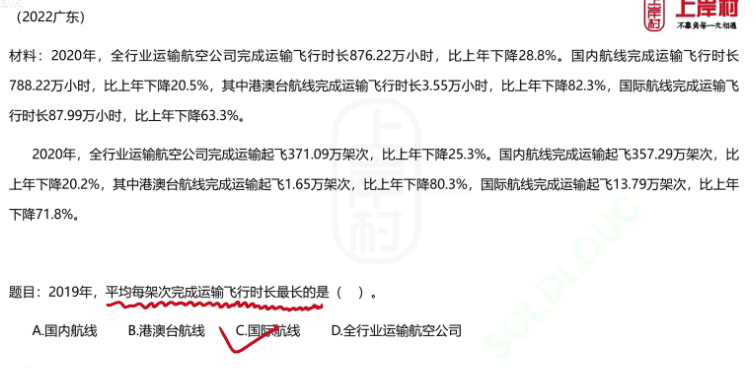 （2022广东）
上岸村
上岸村
不辜负每一次相遇
材料：2020年，全行业运输航空公司完成运输飞行时长876.22万小时，比上年下降28.8%。国内航线完成运输飞行时长
788.22万小时，比上年下降20.5%，其中港澳台航线完成运输飞行时长3.55万小时，比上年下降82.3%，国际航线完成运输飞
行时长87.99万小时，比上年下降63.3%。
2020年，全行业运输航空公司完成运输起飞371.09万架次，比上年下降25.3%。国内航线完成运输起飞357.29万架次，比
上年下降20.2%，其中港澳台航线完成运输起飞1.65万架次，比上年下降80.3%，国际航线完成运输起飞13.79万架次，比上年
下降71.8%。
上岸村
SCLDLOUC
题目：2019年，平均每架次完成运输飞行时长最长的是（ ）。
A.国内航线 B.港澳台航线 C.国际航线 D.全行业运输航空公司